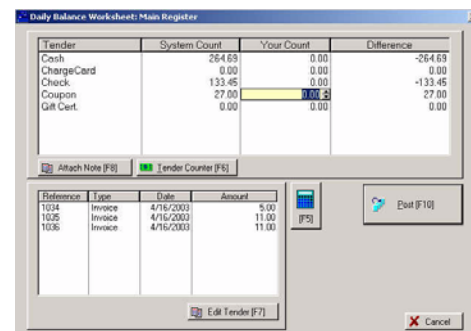 Daily Balance Worksheet: Main Register
Tender System Count Your Count Difference
Cash 264.69 0.00 -264.69
ChargeCard 0.00 0.00 0.00
Check 133.45 0.00 -133.45
Coupon 27.00 0.00 27.00
Gift Cert. 0.00 0.00 0.00
Attach Note [F8] Tender Counter [F6]
Reference Type Date Amount
1034 Invoice 4/16/2003 5.00
1035 Invoice 4/16/2003 11.00
1036 Invoice 4/16/2003 11.00
[F5]
Post [F10]
Edit Tender [F7]
Cancel